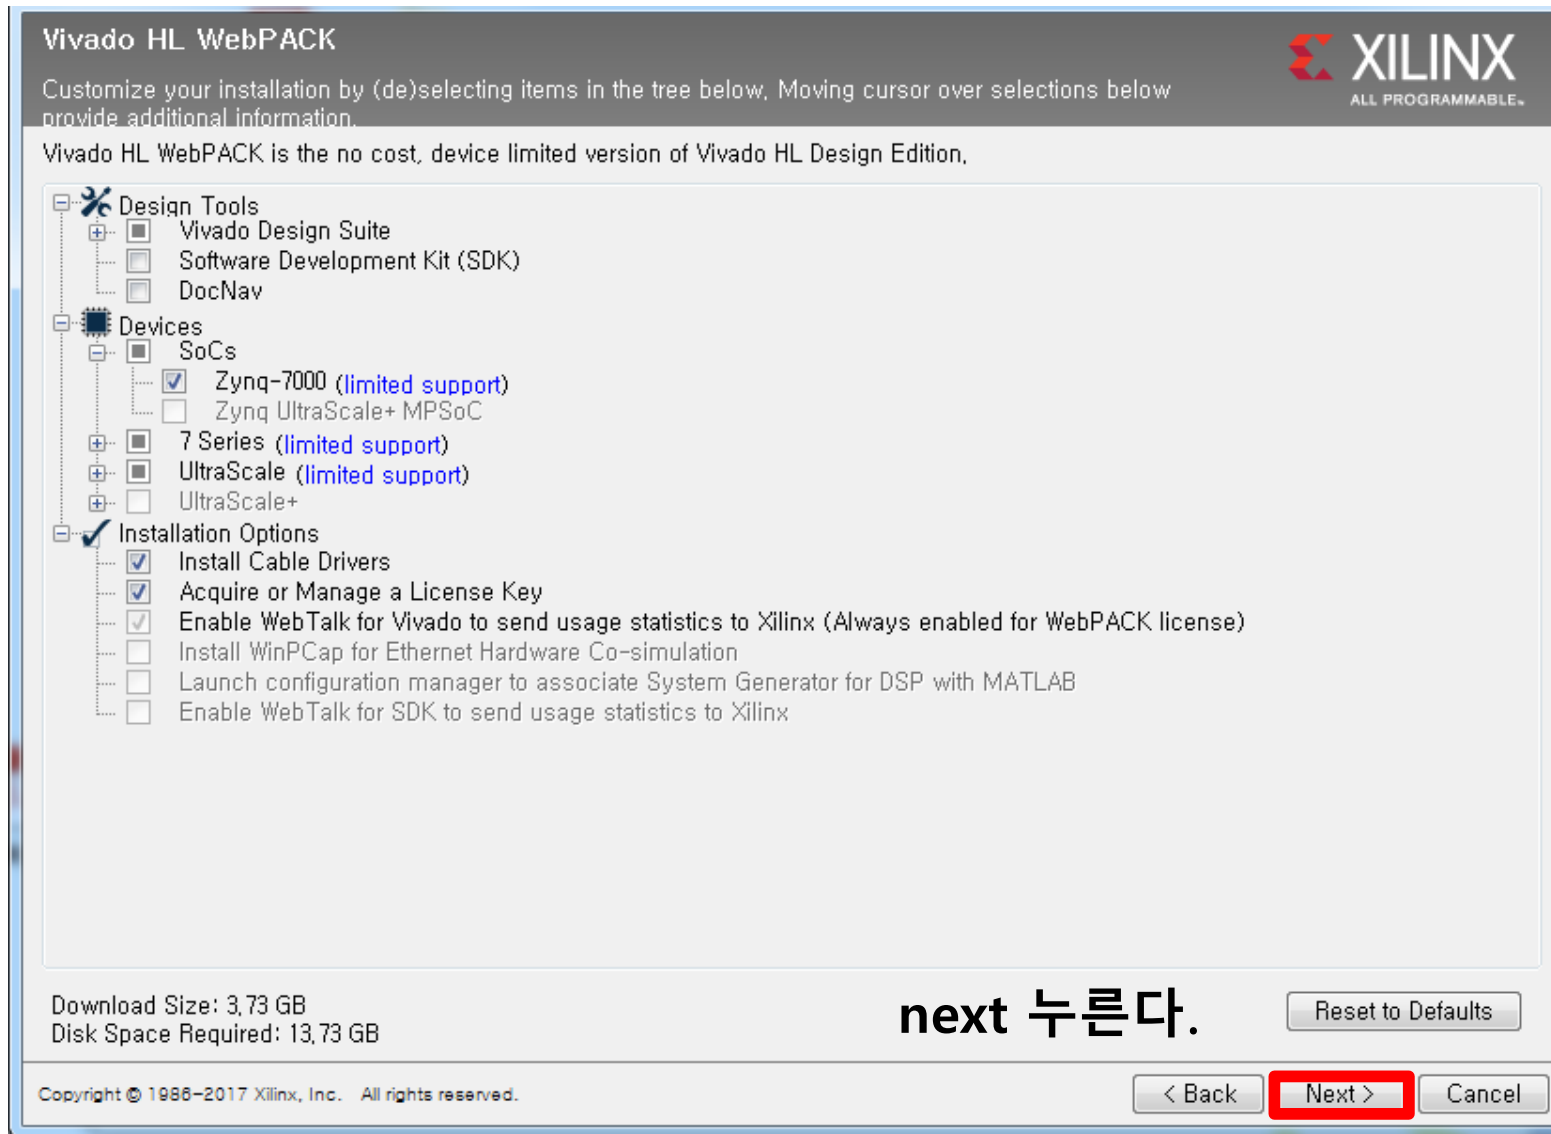 Vivado HL WebPACK
XILINX
ALL PROGRAMMABLE™
Customize your installation by (de)selecting items in the tree below, Moving cursor over selections below
provide additional information.
Vivado HL WebPACK is the no cost, device limited version of Vivado HL Design Edition,
Design Tools
Vivado Design Suite
Software Development Kit (SDK)
DocNav
Devices
SoCs
Zynq-7000 (limited support)
Zynq UltraScale+ MPSoC
7 Series (limited support)
UltraScale (limited support)
UltraScale+
Installation Options
Install Cable Drivers
Acquire or Manage a License Key
Enable WebTalk for Vivado to send usage statistics to Xilinx (Always enabled for WebPACK license)
Install WinPCap for Ethernet Hardware Co-simulation
Launch configuration manager to associate System Generator for DSP with MATLAB
Enable WebTalk for SDK to send usage statistics to Xilinx
Download Size: 3,73 GB
Disk Space Required: 13,73 GB
next 누른다.
Reset to Defaults
Copyright © 1986-2017 Xilinx, Inc. All rights reserved.
< Back
Next >
Cancel